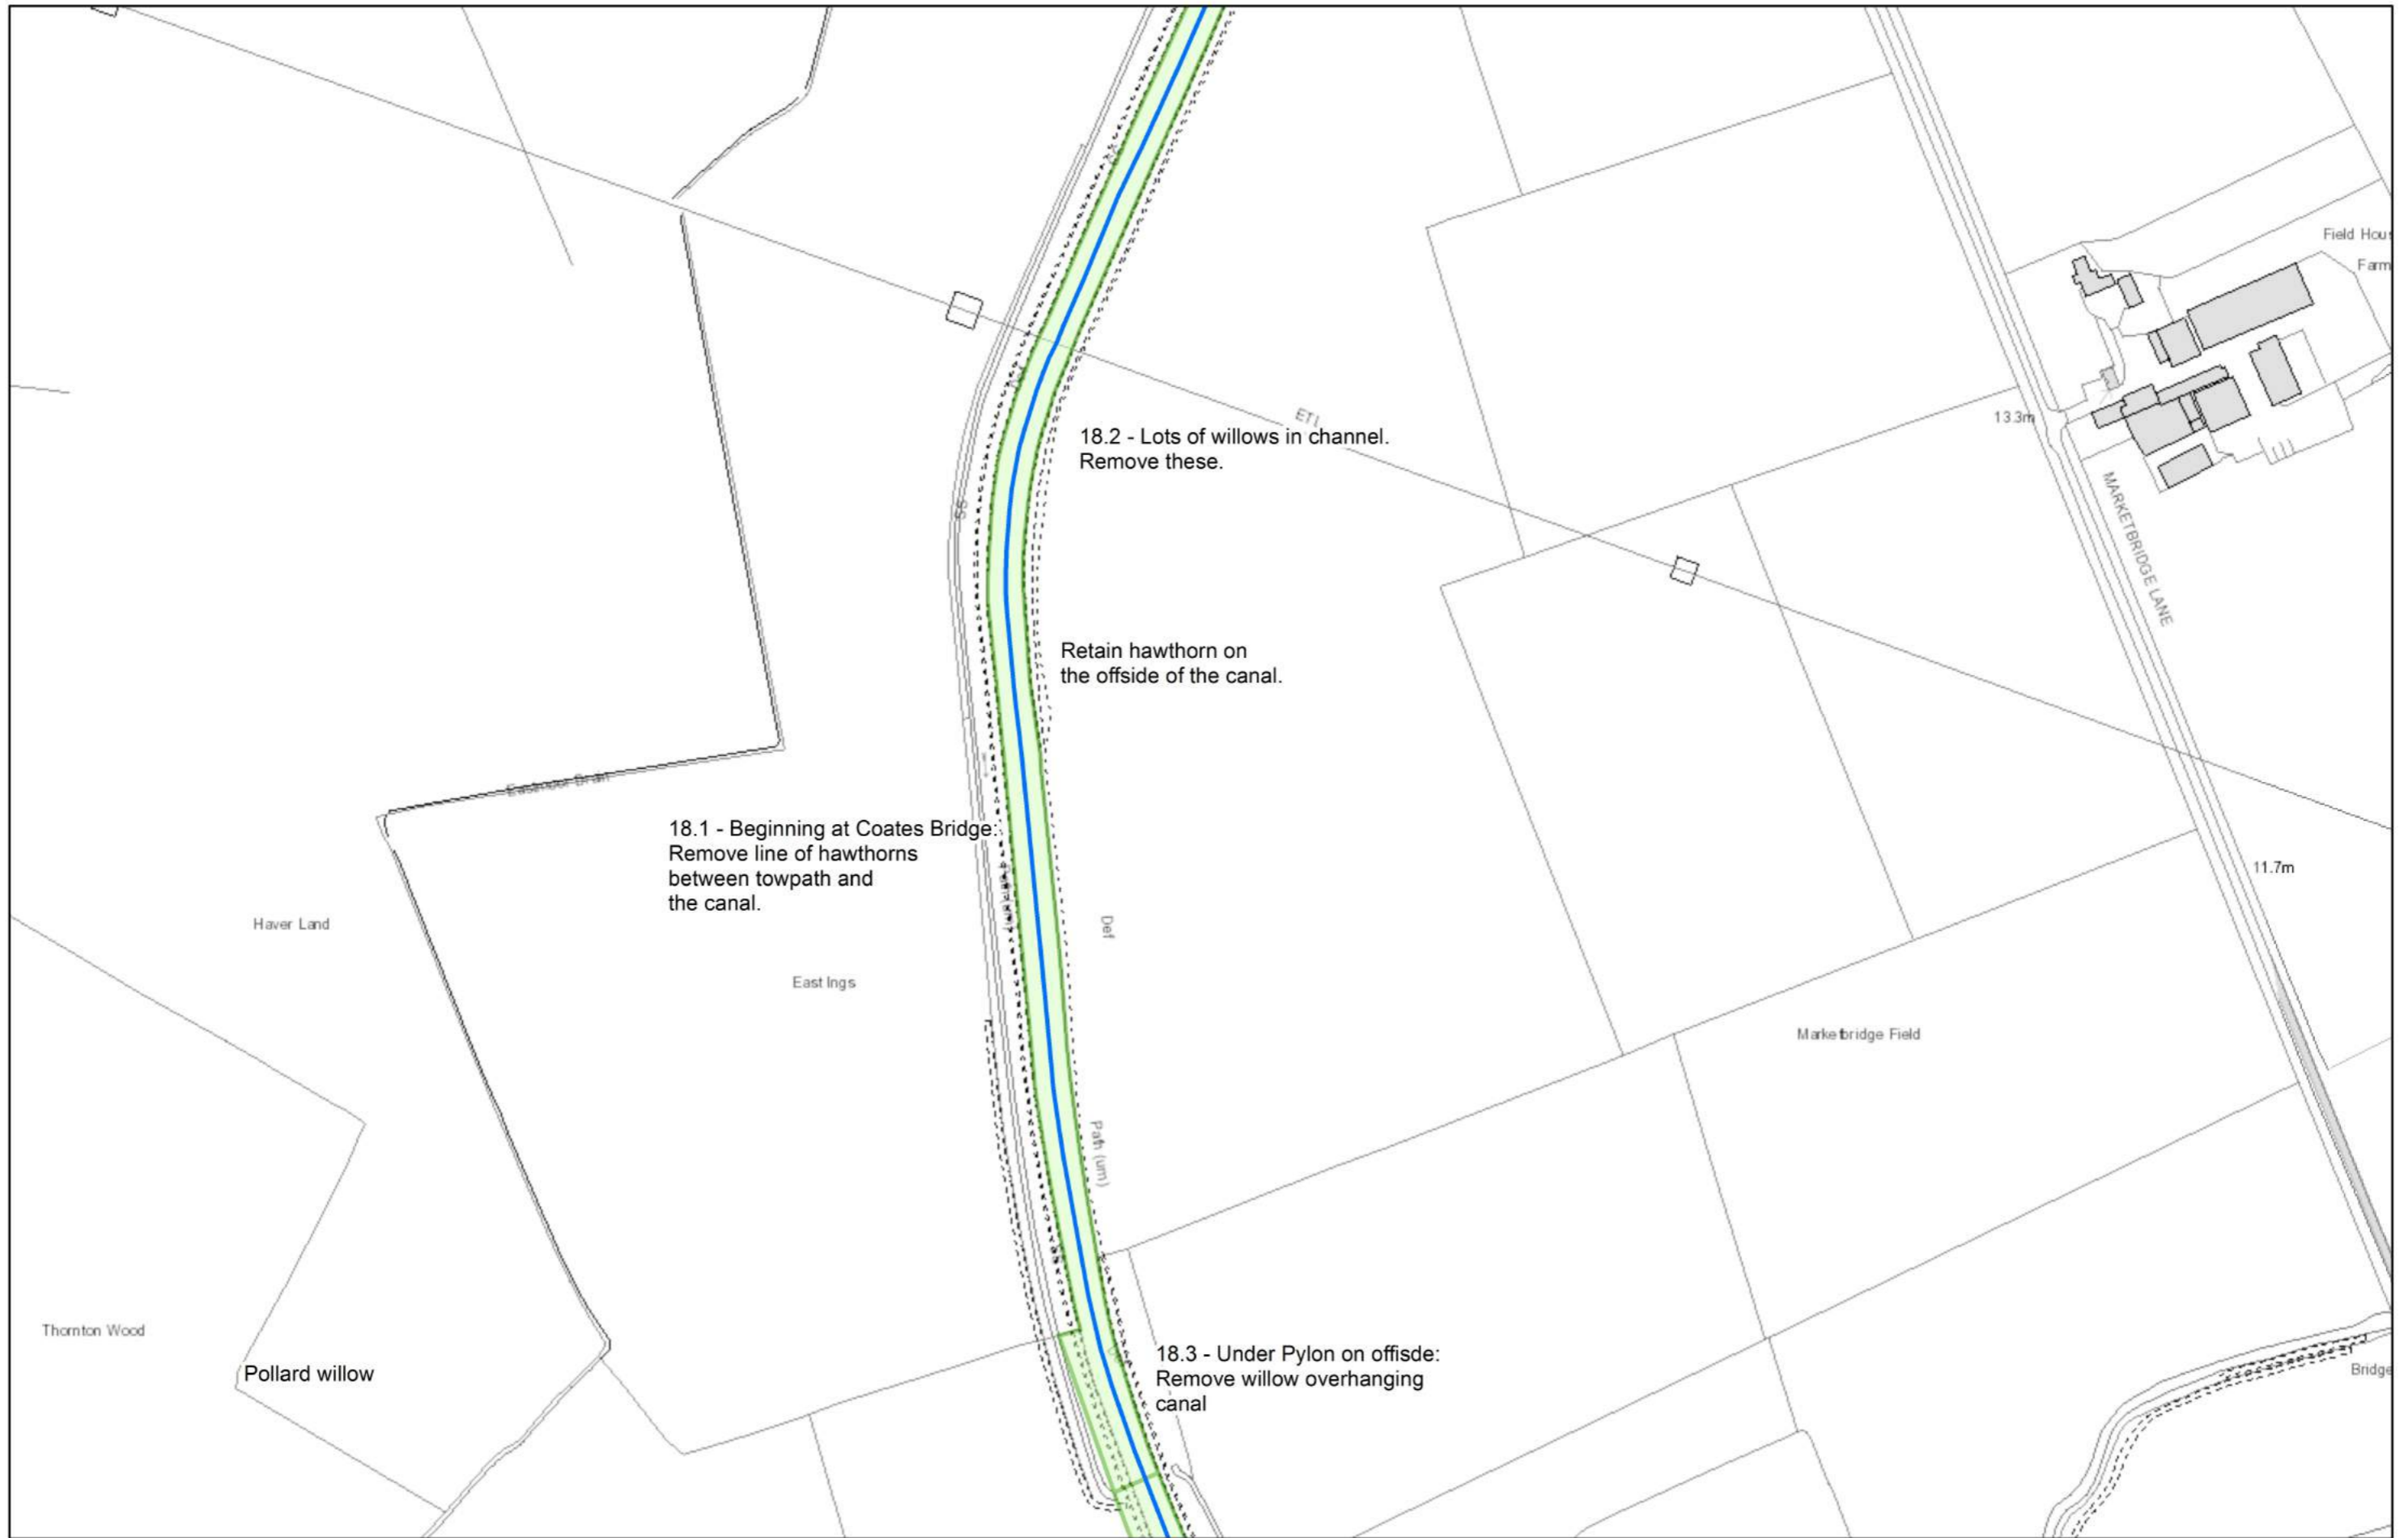 Field Hou
Farm
ETL
13.3m
18.2 - Lots of willows in channel.
Remove these.
SS
MARKETBRIDGE LANE
Retain hawthorn on
the offside of the canal.
18.1 - Beginning at Coates Bridge:
Remove line of hawthorns
between towpath and
the canal.
11.7m
Haver Land
Def
East Ings
Marketbridge Field
Path (um)
Thornton Wood
Pollard willow
18.3 - Under Pylon on offisde:
Remove willow overhanging
canal
Bridge